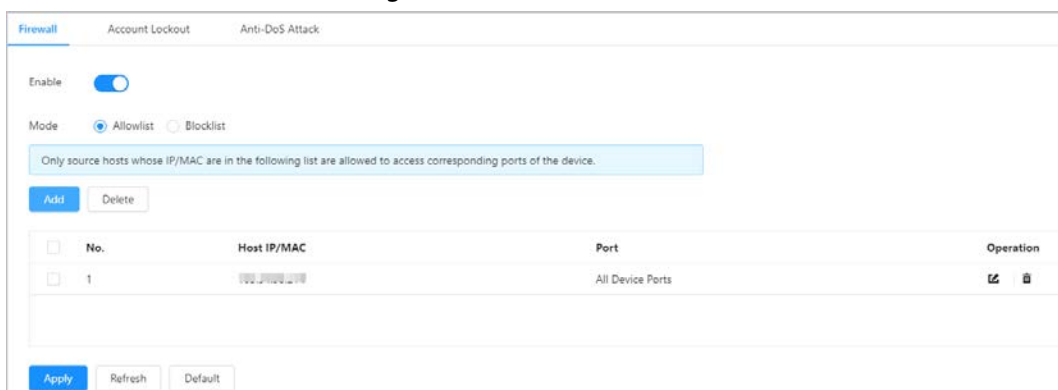 Firewall Account Lockout Anti-DoS Attack
Enable
Mode Allowlist Blocklist
Only source hosts whose IP/MAC are in the following list are allowed to access corresponding ports of the device.
Add Delete
No. Host IP/MAC Port Operation
1 All Device Ports
Apply Refresh Default